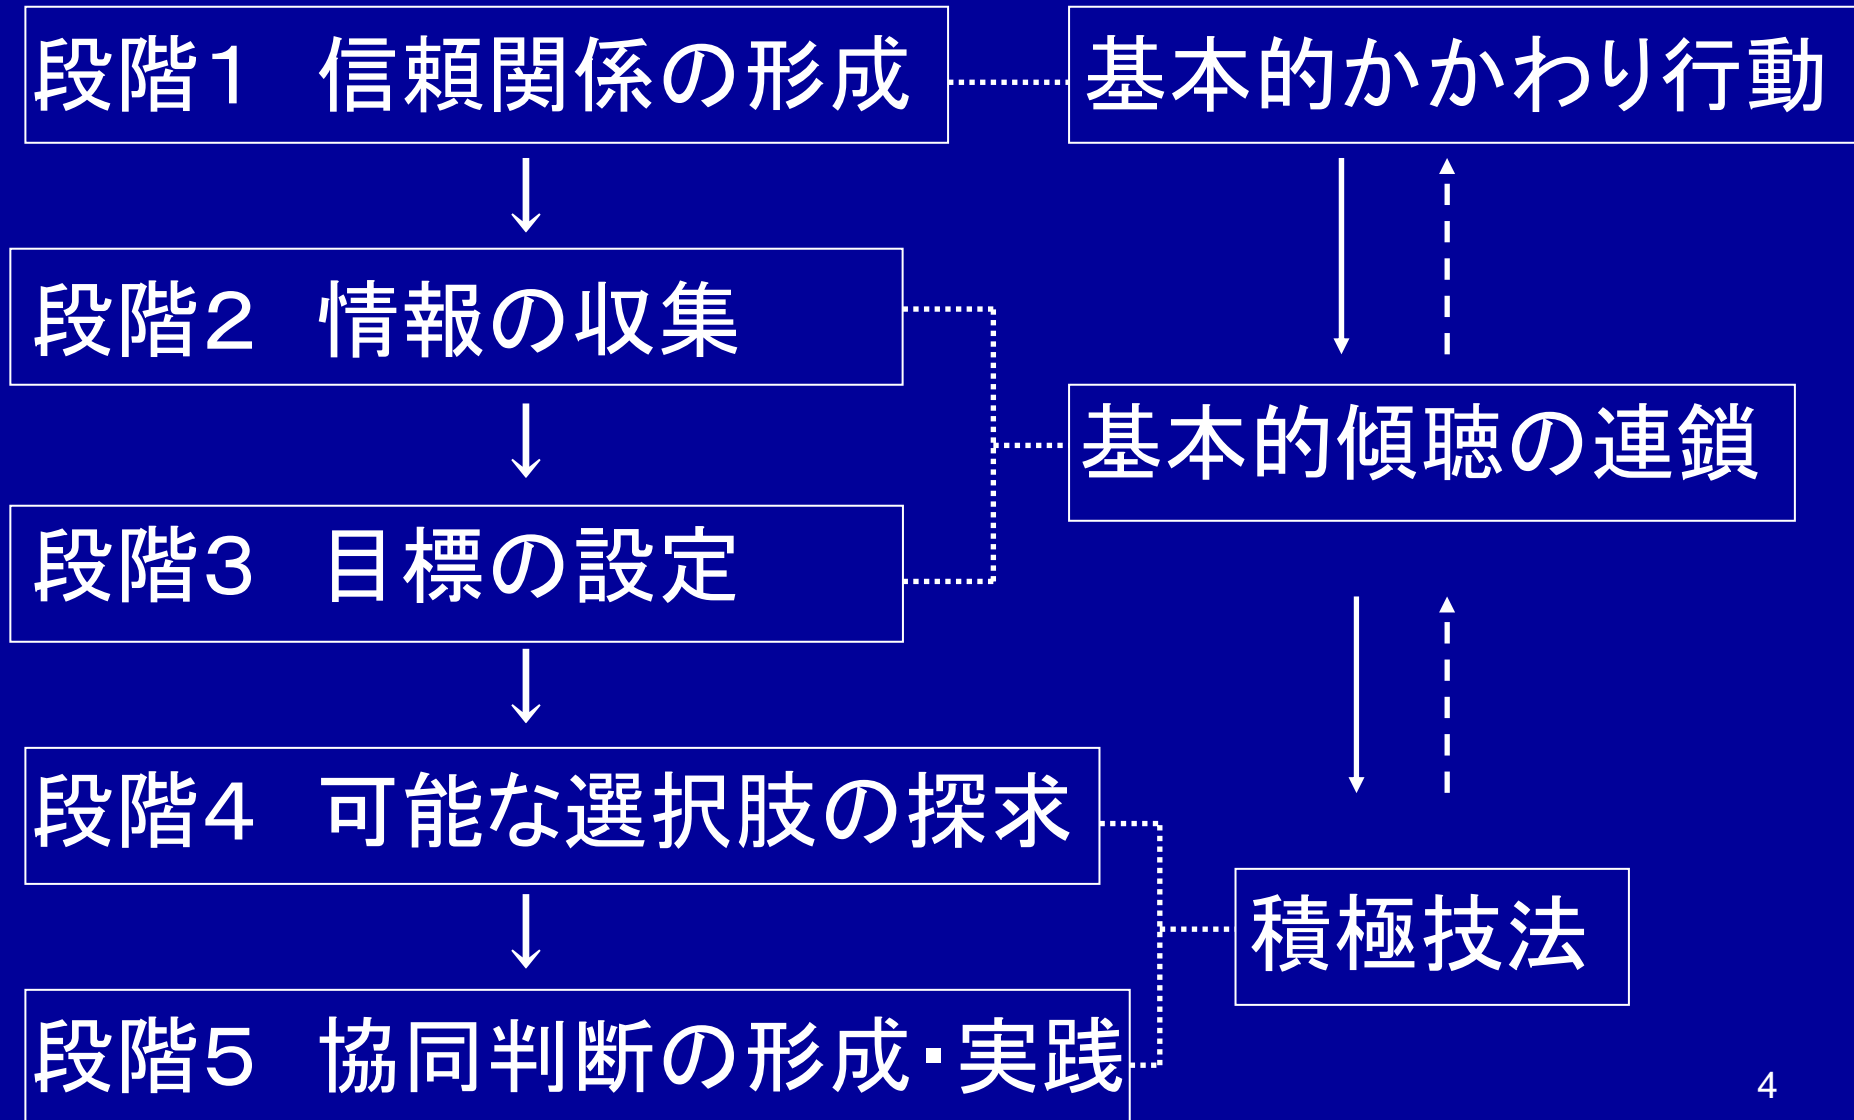 段階1　信頼関係の形成
基本的かかわり行動
↓
段階2　情報の収集
↓
基本的傾聴の連鎖
段階3　目標の設定
↓
段階4　可能な選択肢の探求
↓
積極技法
段階5　協同判断の形成・実践
4